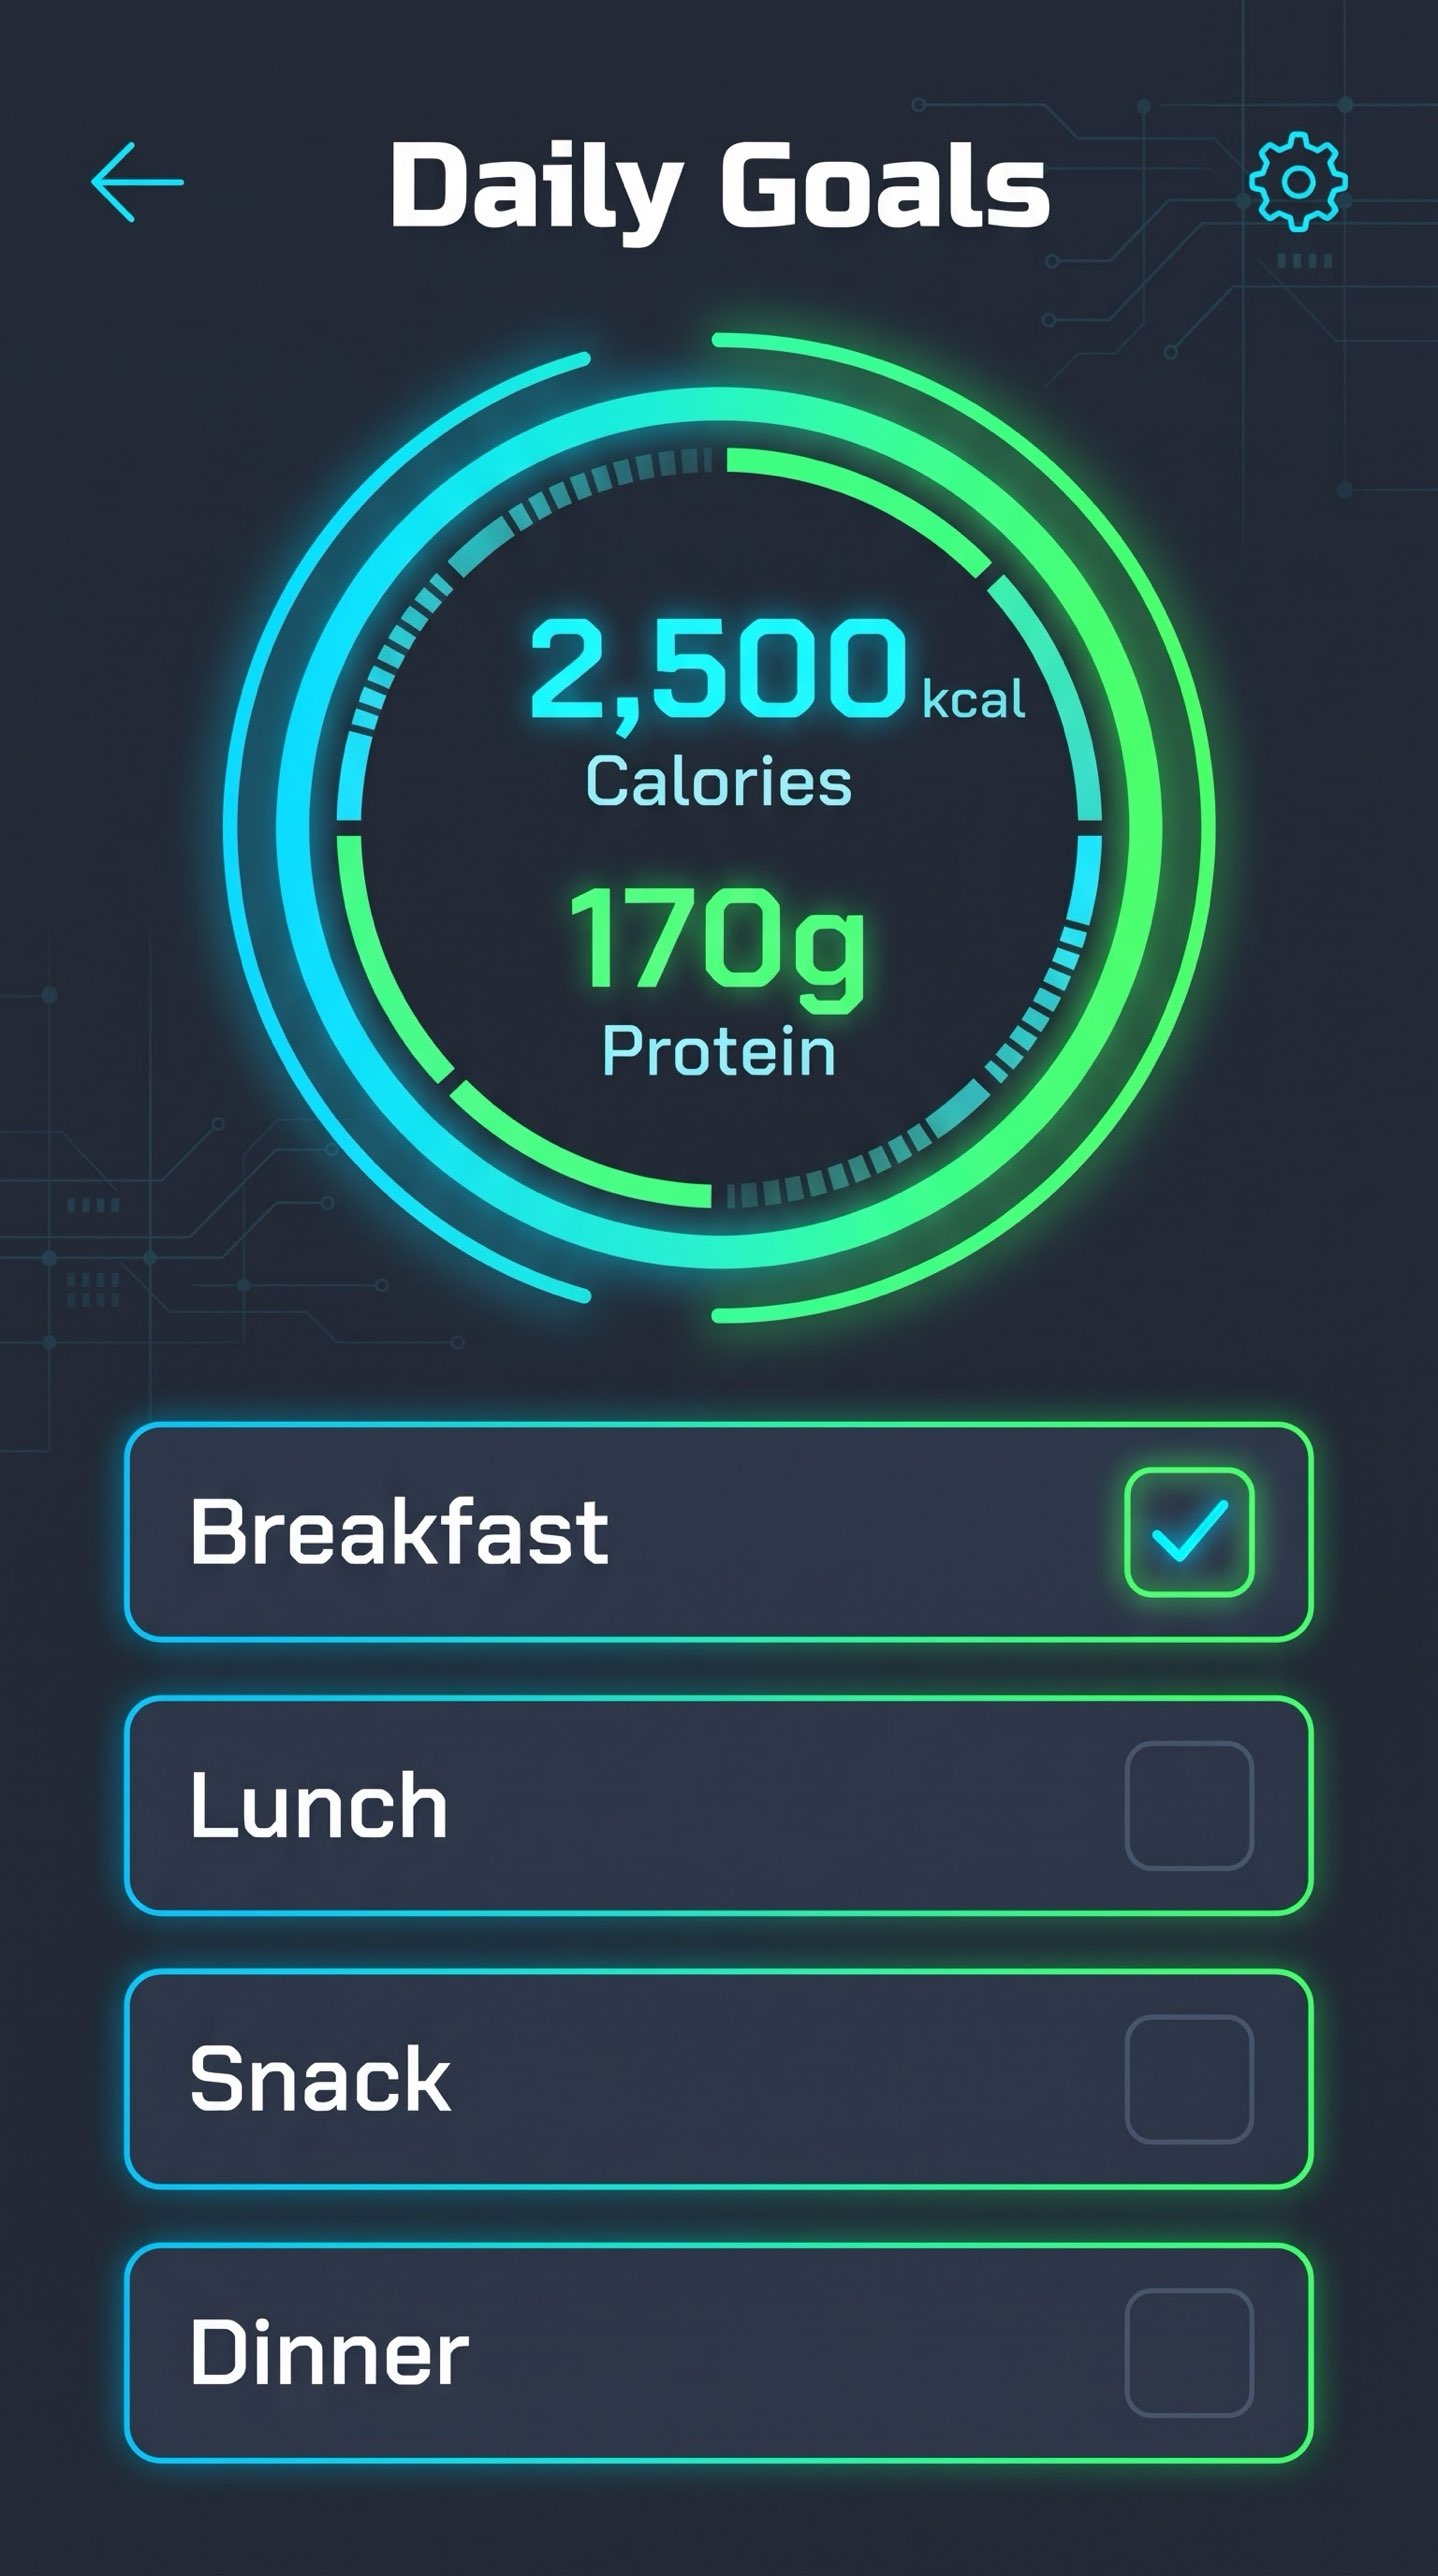 Daily Goals
2,500 kcal
Calories
170g
Protein
Breakfast
Lunch
Snack
Dinner